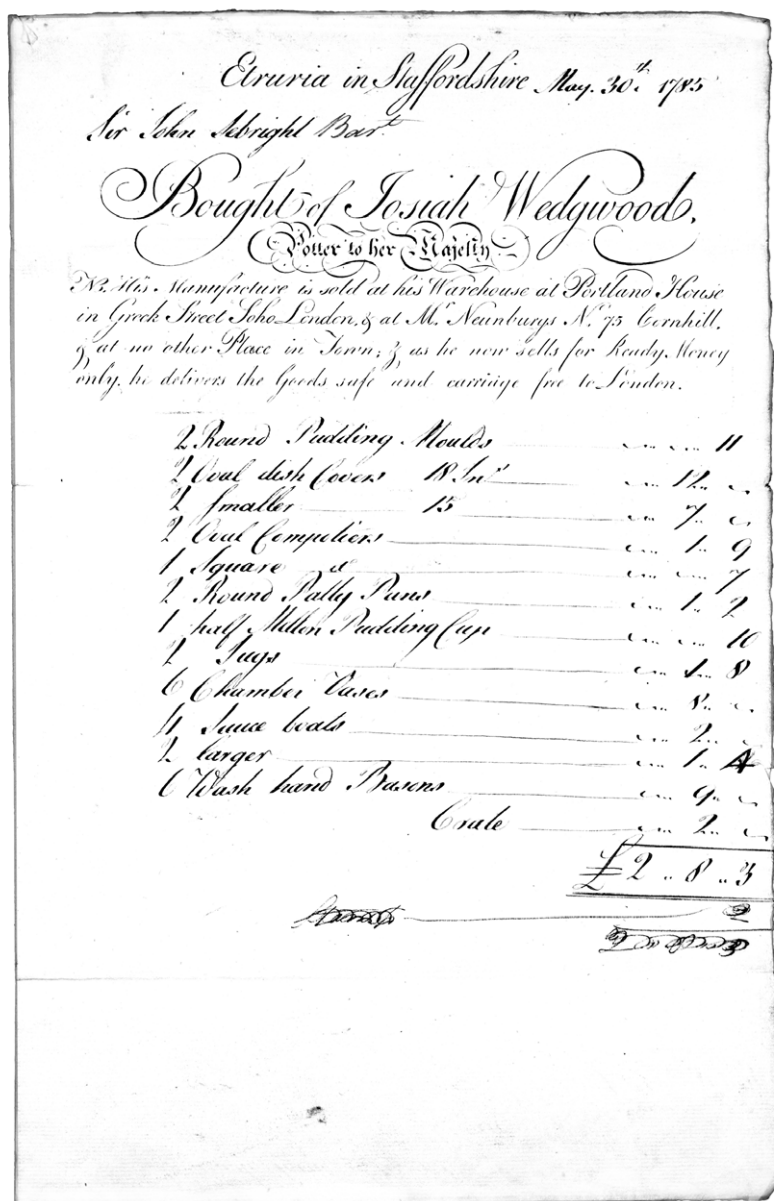 Etruria in Staffordshire May. 30th. 1785
Sir John Sebright Bart
Bought of Josiah Wedgwood,
Potter to her Majesty.
NB. His Manufacture is sold at his Warehouse at Portland House
in Greek Street Soho London, & at Mr. Neunburgs No. 75 Cornhill,
& at no other Place in Town; & as he now sells for Ready Money
only, he delivers the Goods safe and carriage free to London.
2 Round Pudding Moulds 11
2 Oval dish Covers 18 Ins 12
2 smaller 15 7
2 Oval Compotiers 1 9
1 Square do 7
2 Round Patty Pans 1 2
1 half Mellon Pudding Cup 10
2 Jugs 1 8
6 Chamber Vases 8
4 Sauce boats 2
2 larger 1 4
6 Wash hand Basons 9
Crate 2
£ 2 .. 8 .. 3